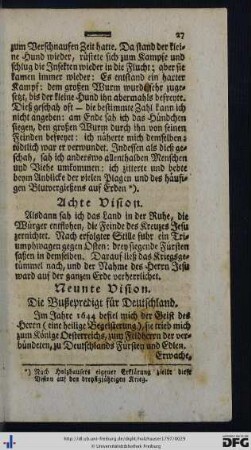 27
zum Verschnaufen Zeit hatte. Da stand der klei=
ne Hund wieder, rüstete sich zum Kampfe und
schlug die Insekten wieder in die Flucht; aber sie
kamen immer wieder: Es entstand ein harter
Kampf: dem großen Wurm wurde sehr zuge=
setzt, bis der kleine Hund ihn abermahls befreyte.
Dieß geschah oft — die bestimmte Zahl kann ich
nicht angeben: am Ende sah ich das Hündchen
siegen, den großen Wurm durch ihn von seinen
Feinden befreyet: ich näherte mich demselben
tödtlich war er verwundet. Indessen als dieß ge=
schah, sah ich anderswo allenthalben Menschen
und Viehe umkommen: ich zitterte und bebte
beym Anblicke der vielen Plagen und des häufi=
gen Blutvergießens auf Erden *).
Achte Vision.
Alsdann sah ich das Land in der Ruhe, die
Würger entfliehen, die Feinde des Kreuzes Jesu
zernichtet. Nach erfolgter Stille fuhr ein Tri=
umphwagen gegen Osten: drey siegende Fürsten
saßen in demselben. Darauf ließ das Kriegsge=
tümmel nach, und der Nahme des Herrn Jesu
ward auf der ganzen Erde verherrlichet.
Neunte Vision.
Die Bußepredigt für Deutschland.
Im Jahre 1644 befiel mich der Geist des
Herrn (eine heilige Begeisterung) sie trieb mich
zum Könige Oesterreichs, zum Feldherrn der ver=
bündeten, zu Deutschlands Fürsten und Edlen.
Erwache,
*) Nach Holzhausers eigner Erklärung zielte diese
Vision auf den dreyßigjährigen Krieg.